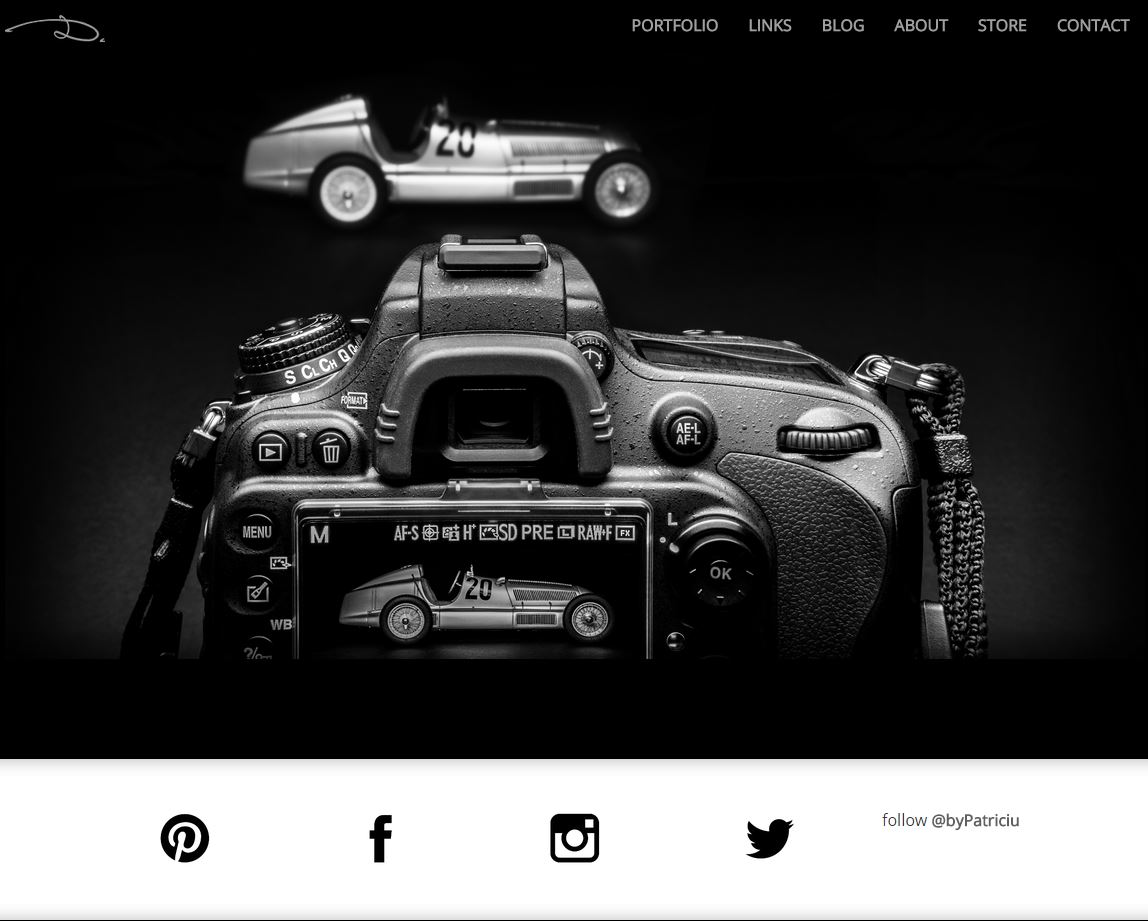 PORTFOLIO LINKS BLOG ABOUT STORE CONTACT
20
S CL CH Q
FORMAT
AE-L
AF-L
MENU
L
M AF-S H+ SD PRE L RAW+F FX
OK
20
WB
follow @byPatriciu